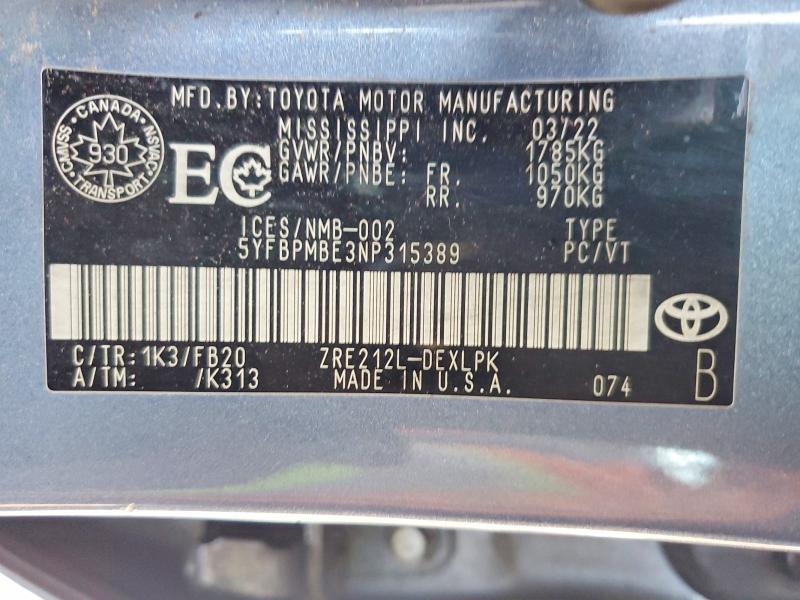 MFD.BY:TOYOTA MOTOR MANUFACTURING
MISSISSIPPI INC. 03/22
GVWR/PNBV: 1785KG
GAWR/PNBE: FR. 1050KG
RR. 970KG
CANADA
930
TRANSPORT
CMVSS
NSVAC
EC
ICES/NMB-002 TYPE
5YFBPMBE3NP315389 PC/VT
C/TR: 1K3/FB20 ZRE212L-DEXLPK
A/TM: /K313 MADE IN U.S.A. 074
B